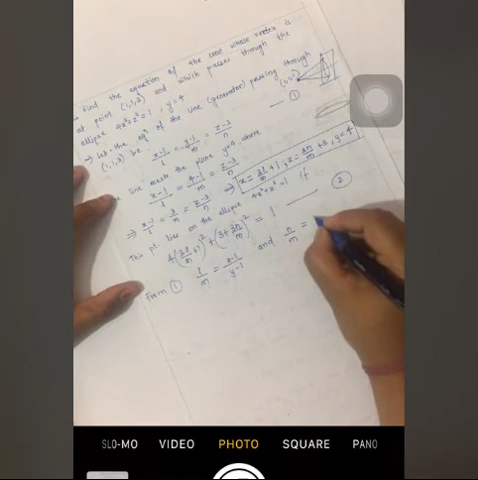 → Find the equation of the cone whose vertex is
at point (1,1,3) and which passes through the
ellipse 4x²+z²=1, y=4
⇒ Let the eqⁿ of the line (generator) passing through
(1,1,3) be
(x-1)/l = (y-1)/m = (z-3)/n — ①
line meets the plane y=4, where
(x-1)/l = (4-1)/m = (z-3)/n
⇒ (x-1)/l = 3/m = (z-3)/n ⇒ x = 3l/m + 1, z = 3n/m + 3, y = 4
This pt. lies on the ellipse 4x²+z²=1 if
4(3l/m + 1)² + (3 + 3n/m)² = 1 — ②
From ① l/m = (x-1)/(y-1) and n/m =
SLO-MO VIDEO PHOTO SQUARE PANO